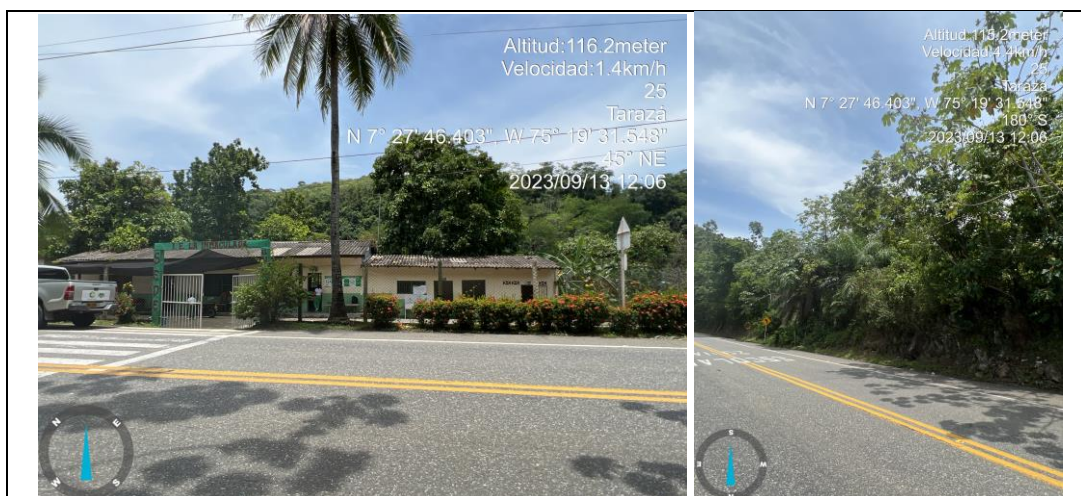 Altitud:116.2meter
Velocidad:1.4km/h
25
Tarazá
N 7° 27' 46.403", W 75° 19' 31.548"
45° NE
2023/09/13 12:06
N
E
W
S
Altitud:115.2meter
Velocidad:4.4km/h
25
Tarazá
N 7° 27' 46.403", W 75° 19' 31.548"
180° S
2023/09/13 12:06
S
E
W
N